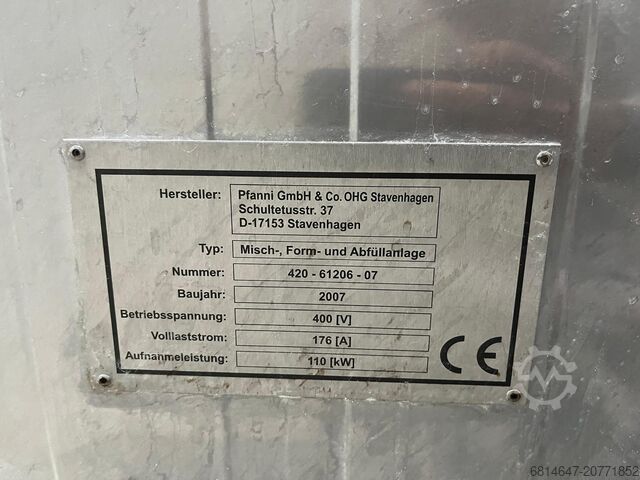 Hersteller: Pfanni GmbH & Co. OHG Stavenhagen
Schultetusstr. 37
D-17153 Stavenhagen
Typ: Misch-, Form- und Abfüllanlage
Nummer: 420 - 61206 - 07
Baujahr: 2007
Betriebsspannung: 400 [V]
Volllaststrom: 176 [A]
Aufnanmeleistung: 110 [kW]
CE
6814647-20771852